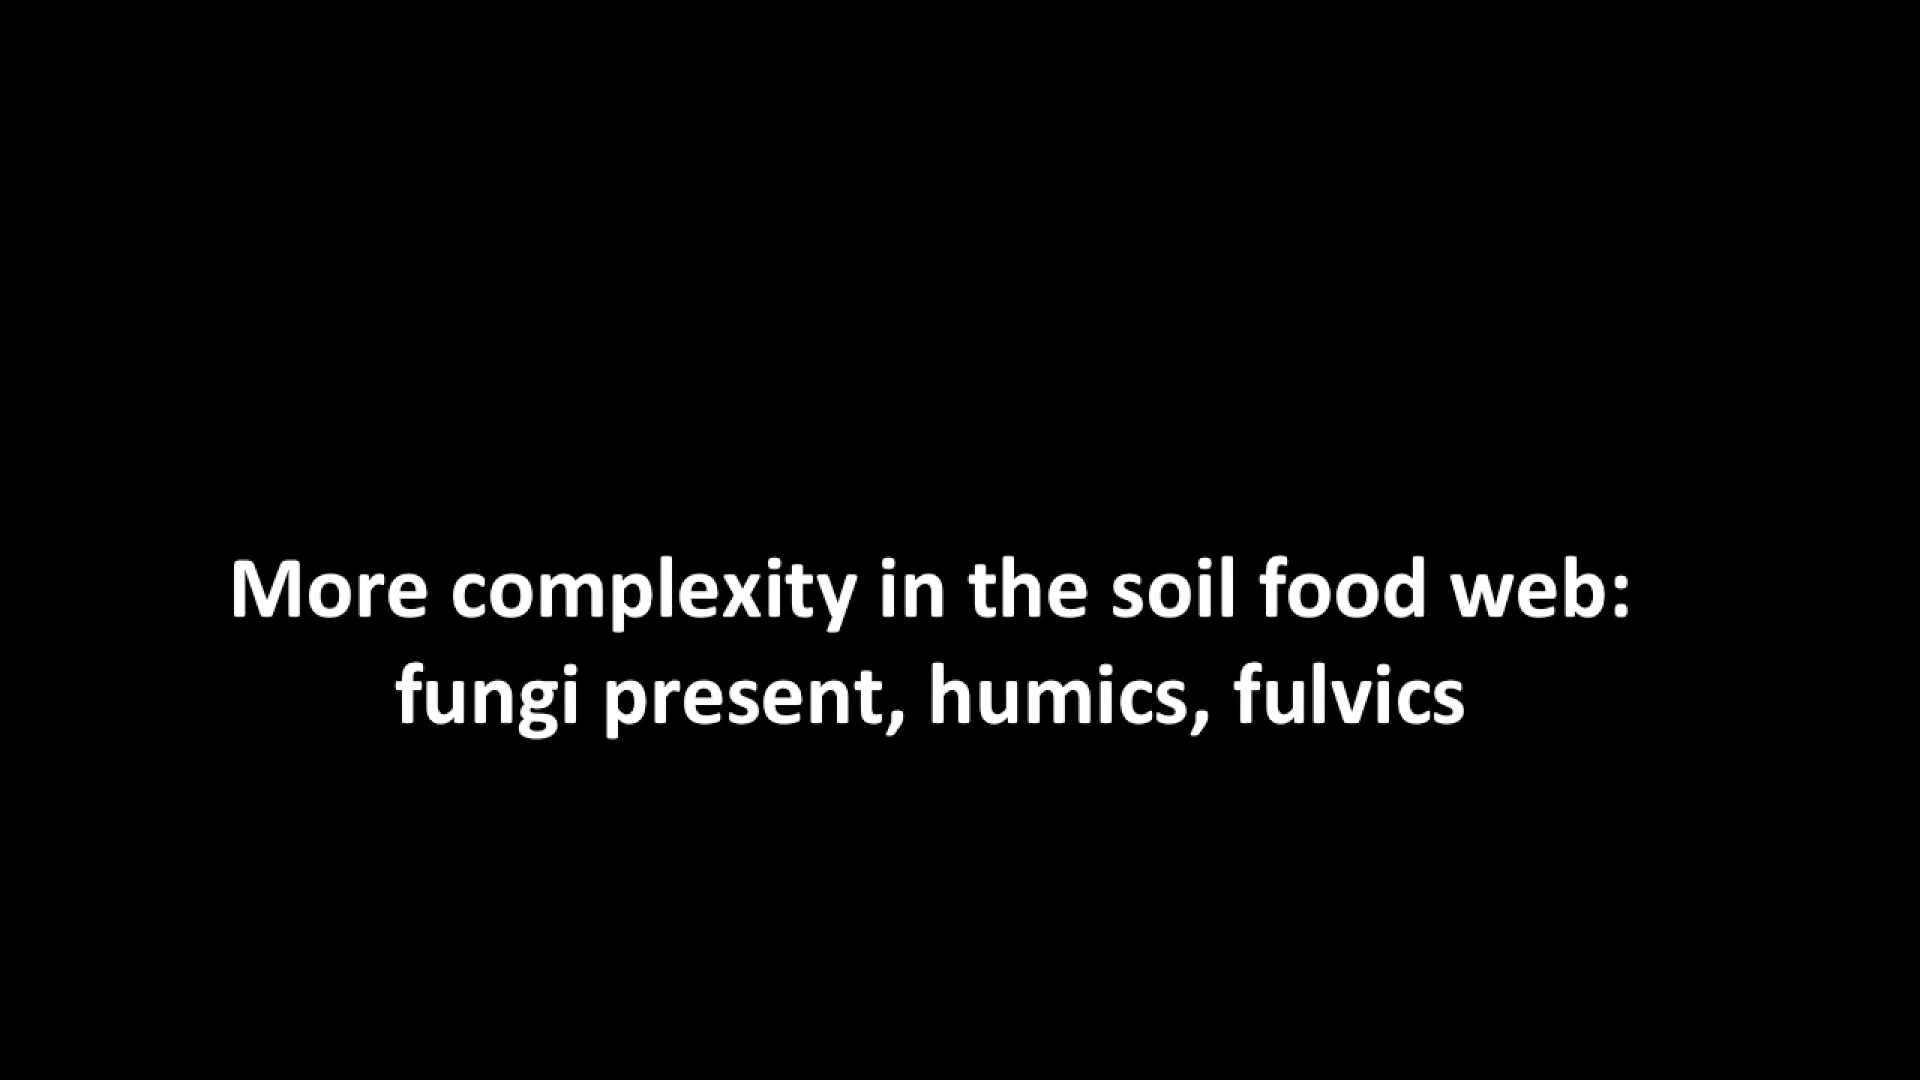 More complexity in the soil food web:
fungi present, humics, fulvics